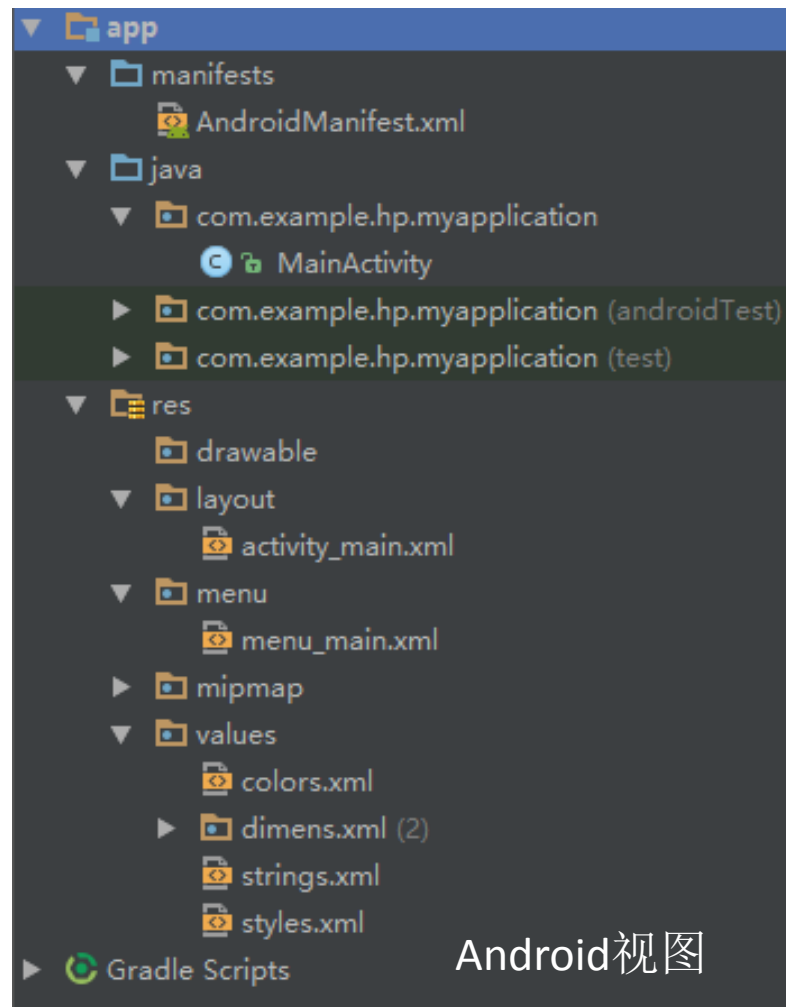 app
manifests
AndroidManifest.xml
java
com.example.hp.myapplication
MainActivity
com.example.hp.myapplication (androidTest)
com.example.hp.myapplication (test)
res
drawable
layout
activity_main.xml
menu
menu_main.xml
mipmap
values
colors.xml
dimens.xml (2)
strings.xml
styles.xml
Android视图
Gradle Scripts